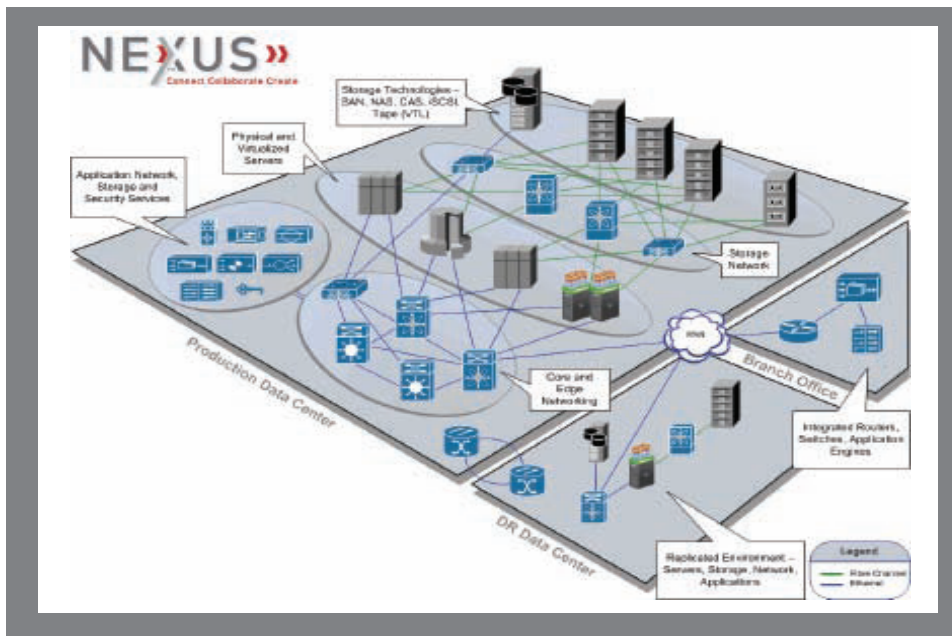 NEXUS
Connect Collaborate Create
Storage Technologies –
SAN, NAS, CAS, iSCSI,
Tape (VTL)
Physical and
Virtualized
Servers
Application Network,
Storage and
Security Services
Storage
Network
Production Data Center
Core and
Edge
Networking
Branch Office
Integrated Routers,
Switches, Application
Engines
DR Data Center
Replicated Environment –
Servers, Storage, Network,
Applications
Legend
Fibre Channel
Ethernet